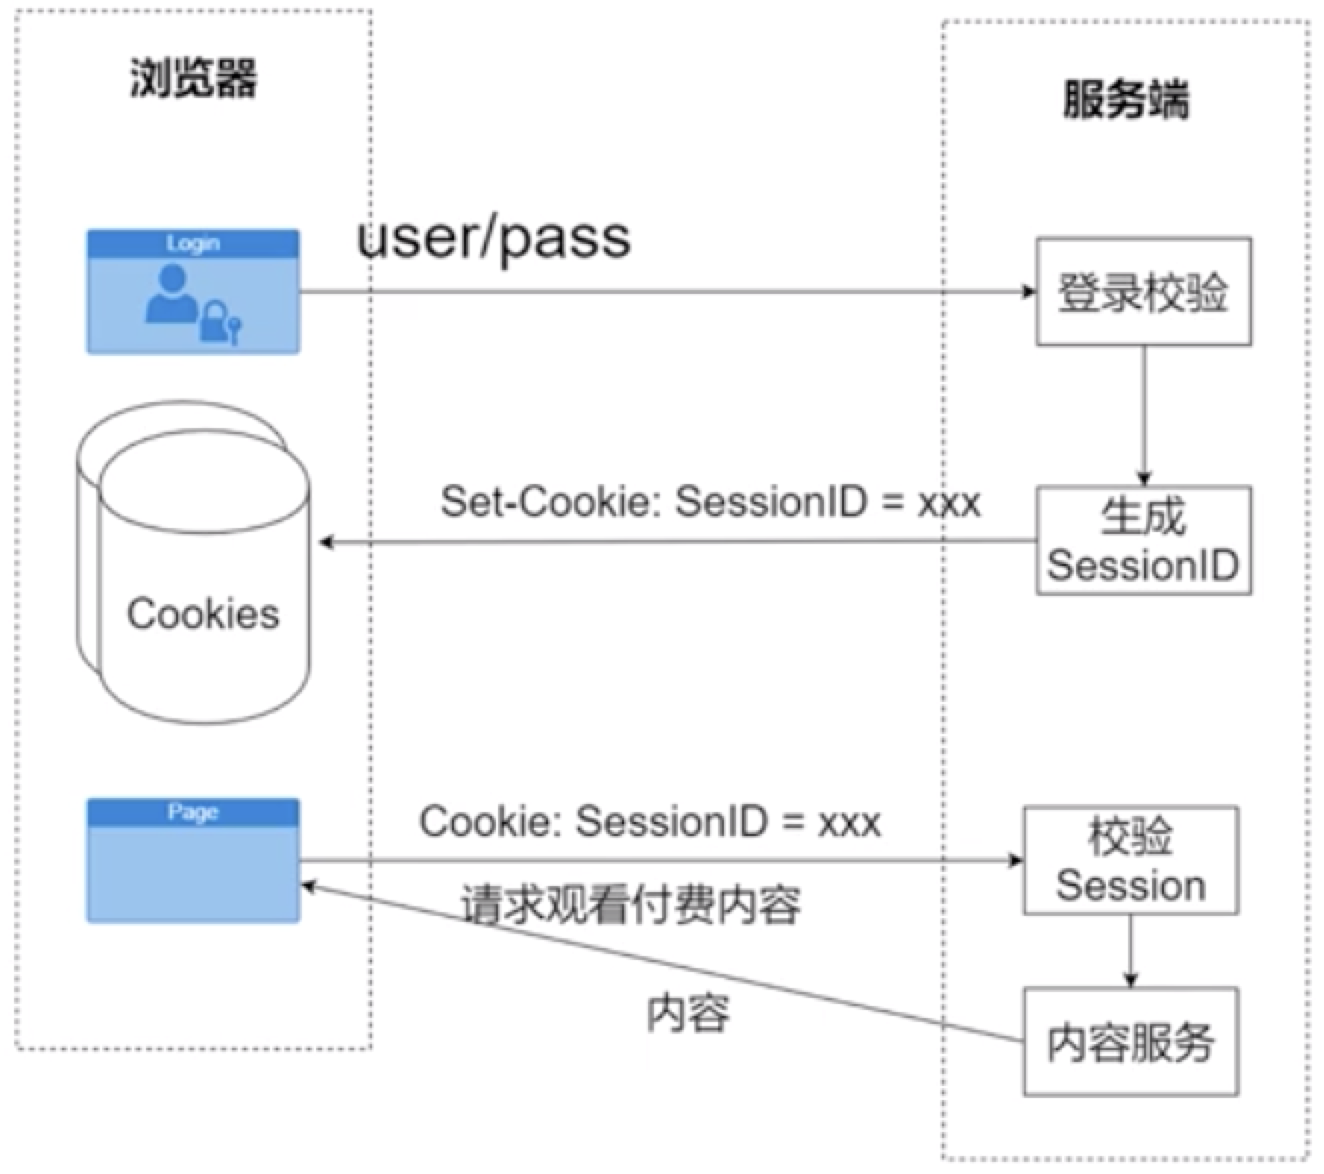 浏览器
服务端
Login
user/pass
登录校验
Set-Cookie: SessionID = xxx
生成
SessionID
Cookies
Page
Cookie: SessionID = xxx
校验
Session
请求观看付费内容
内容
内容服务